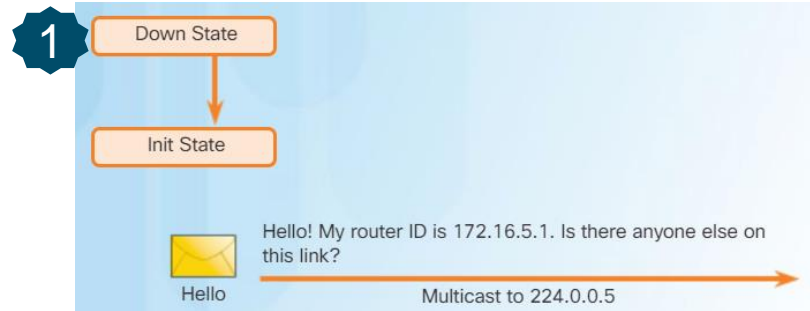 1
Down State
Init State
Hello! My router ID is 172.16.5.1. Is there anyone else on
this link?
Hello
Multicast to 224.0.0.5